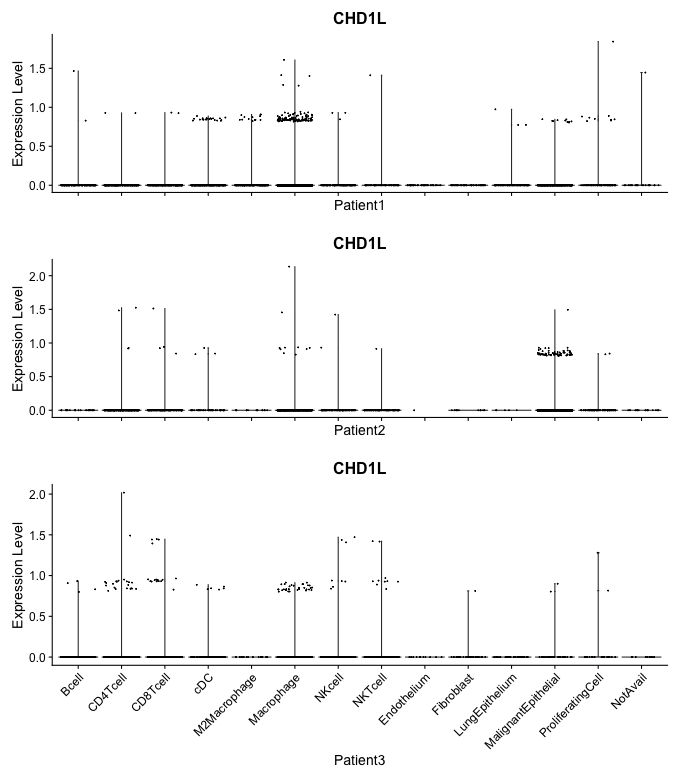 CHD1L
Expression Level
1.5
1.0
0.5
0.0
Patient1
CHD1L
Expression Level
2.0
1.5
1.0
0.5
0.0
Patient2
CHD1L
Expression Level
2.0
1.5
1.0
0.5
0.0
Bcell
CD4Tcell
CD8Tcell
cDC
M2Macrophage
Macrophage
NKcell
NKTcell
Endothelium
Fibroblast
LungEpithelium
MalignantEpithelial
ProliferatingCell
NotAvail
Patient3